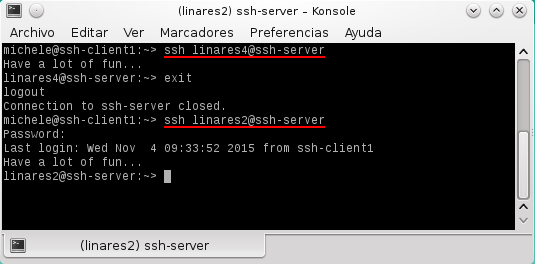 (linares2) ssh-server – Konsole
Archivo Editar Ver Marcadores Preferencias Ayuda
michele@ssh-client1:~> ssh linares4@ssh-server
Have a lot of fun...
linares4@ssh-server:~> exit
logout
Connection to ssh-server closed.
michele@ssh-client1:~> ssh linares2@ssh-server
Password:
Last login: Wed Nov  4 09:33:52 2015 from ssh-client1
Have a lot of fun...
linares2@ssh-server:~>
(linares2) ssh-server